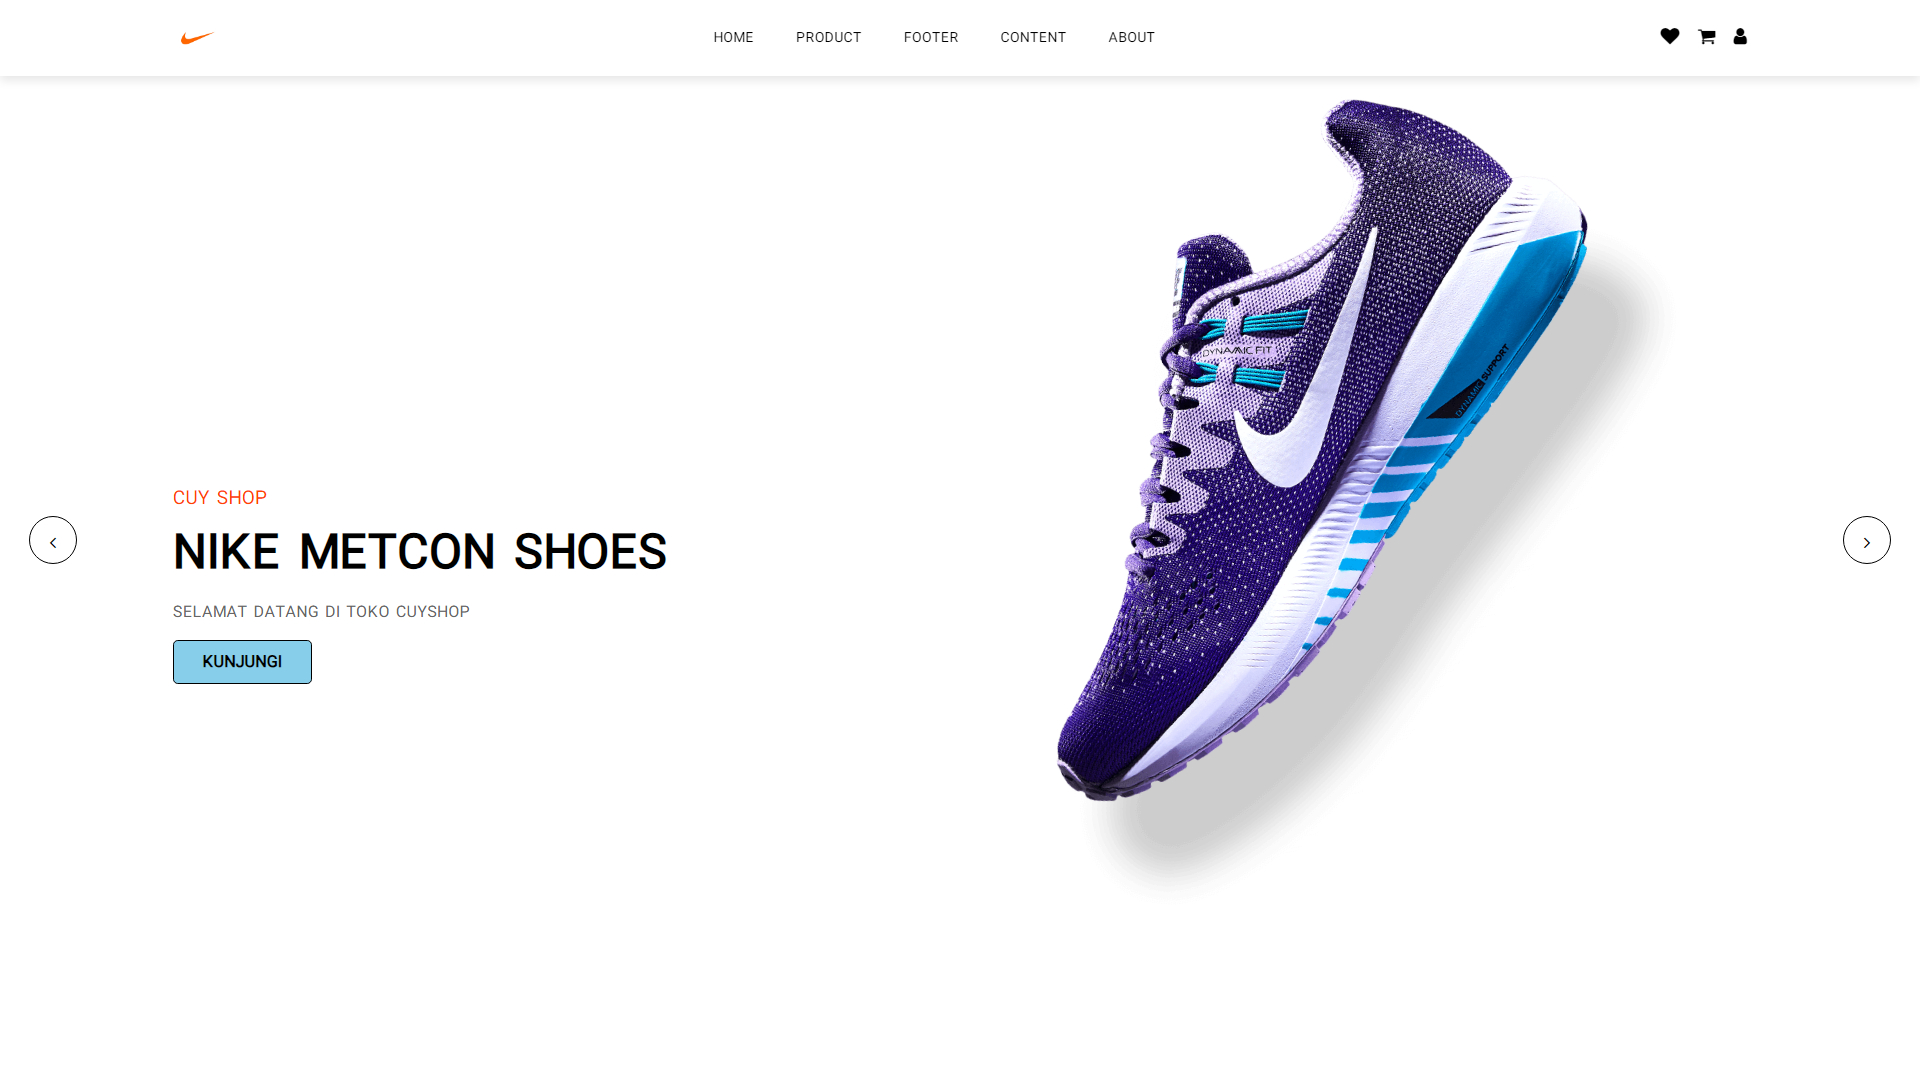 HOME PRODUCT FOOTER CONTENT ABOUT
DYNAMIC FIT
DYNAMIC SUPPORT
CUY SHOP
NIKE METCON SHOES
SELAMAT DATANG DI TOKO CUYSHOP
KUNJUNGI